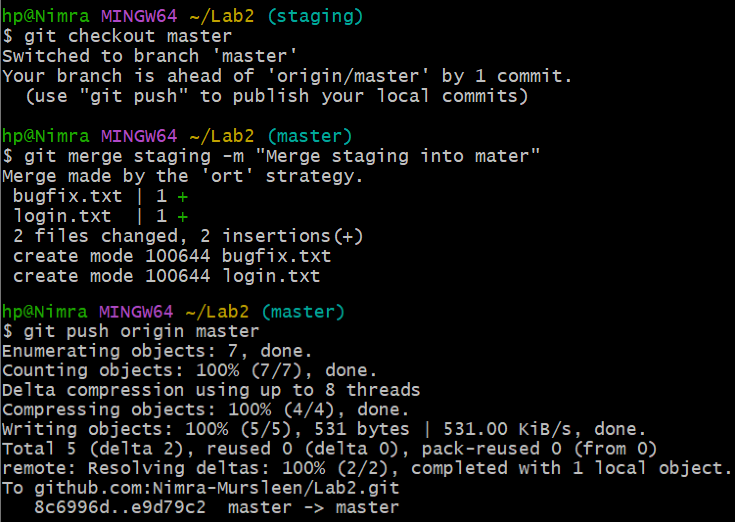 hp@Nimra MINGW64 ~/Lab2 (staging)
$ git checkout master
Switched to branch 'master'
Your branch is ahead of 'origin/master' by 1 commit.
  (use "git push" to publish your local commits)
hp@Nimra MINGW64 ~/Lab2 (master)
$ git merge staging -m "Merge staging into mater"
Merge made by the 'ort' strategy.
 bugfix.txt | 1 +
 login.txt  | 1 +
 2 files changed, 2 insertions(+)
 create mode 100644 bugfix.txt
 create mode 100644 login.txt
hp@Nimra MINGW64 ~/Lab2 (master)
$ git push origin master
Enumerating objects: 7, done.
Counting objects: 100% (7/7), done.
Delta compression using up to 8 threads
Compressing objects: 100% (4/4), done.
Writing objects: 100% (5/5), 531 bytes | 531.00 KiB/s, done.
Total 5 (delta 2), reused 0 (delta 0), pack-reused 0 (from 0)
remote: Resolving deltas: 100% (2/2), completed with 1 local object.
To github.com:Nimra-Mursleen/Lab2.git
   8c6996d..e9d79c2  master -> master